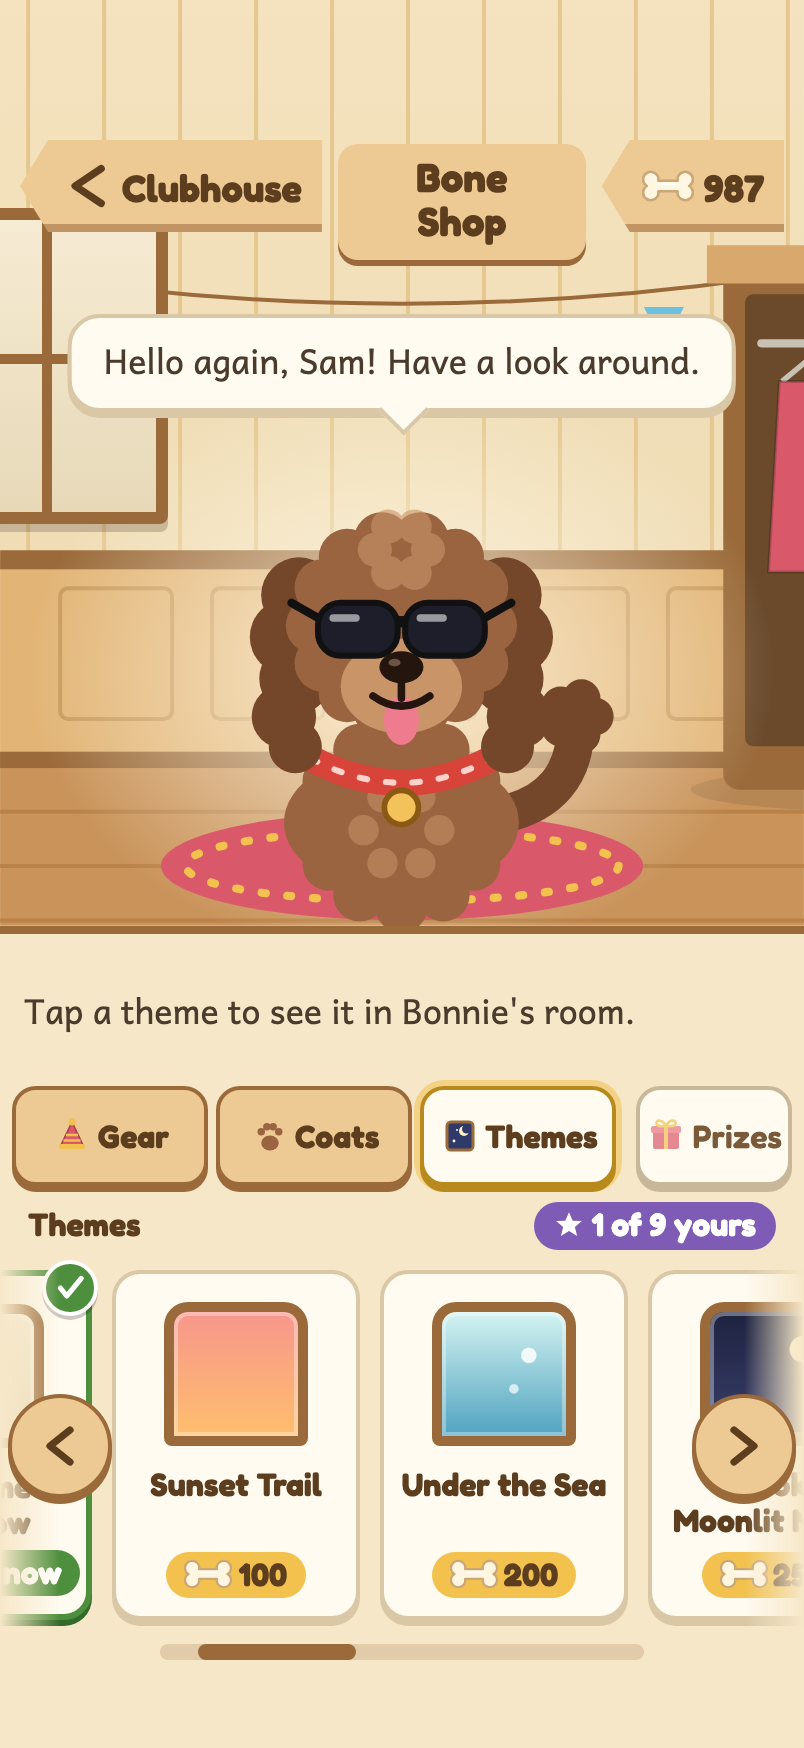 Clubhouse
Bone
Shop
987
Hello again, Sam! Have a look around.
Tap a theme to see it in Bonnie's room.
Gear
Coats
Themes
Prizes
Themes
1 of 9 yours
now
Sunset Trail
Under the Sea
Moonlit
100
200